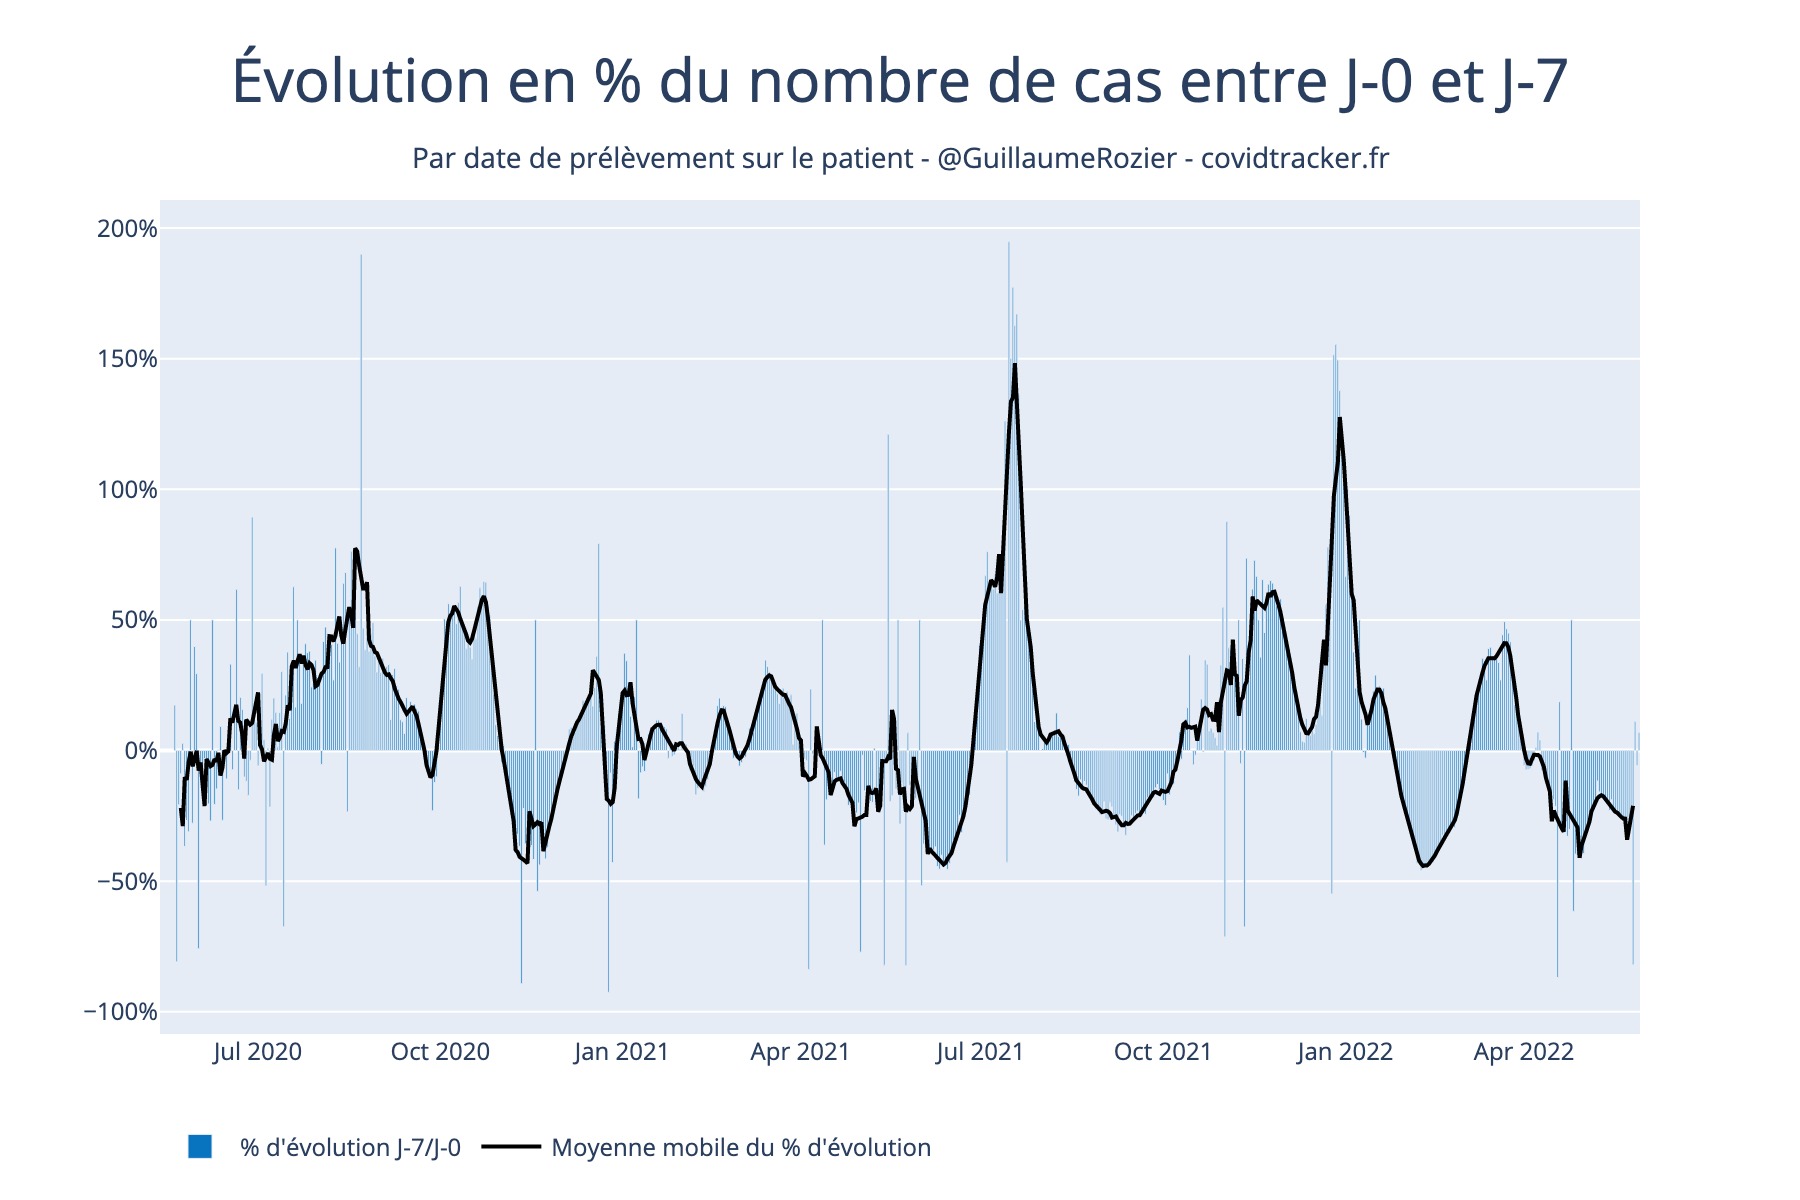 Évolution en % du nombre de cas entre J-0 et J-7
Par date de prélèvement sur le patient - @GuillaumeRozier - covidtracker.fr
200%
150%
100%
50%
0%
−50%
−100%
Jul 2020 Oct 2020 Jan 2021 Apr 2021 Jul 2021 Oct 2021 Jan 2022 Apr 2022
% d'évolution J-7/J-0 Moyenne mobile du % d'évolution